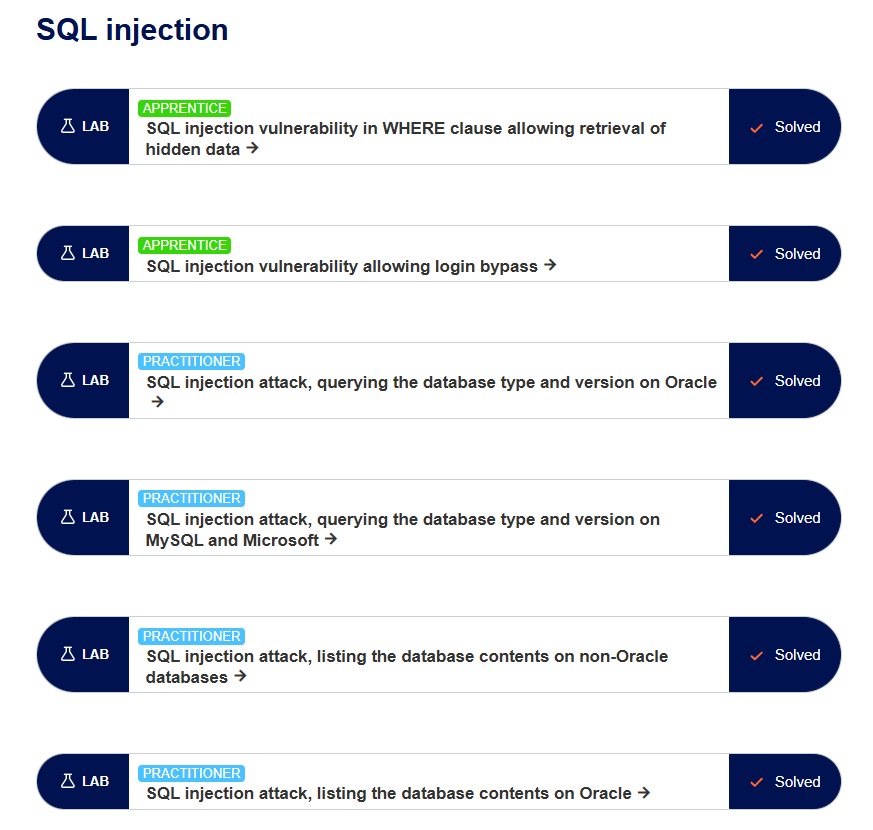 SQL injection
LAB
APPRENTICE
SQL injection vulnerability in WHERE clause allowing retrieval of
hidden data →
Solved
LAB
APPRENTICE
SQL injection vulnerability allowing login bypass →
Solved
LAB
PRACTITIONER
SQL injection attack, querying the database type and version on Oracle
→
Solved
LAB
PRACTITIONER
SQL injection attack, querying the database type and version on
MySQL and Microsoft →
Solved
LAB
PRACTITIONER
SQL injection attack, listing the database contents on non-Oracle
databases →
Solved
LAB
PRACTITIONER
SQL injection attack, listing the database contents on Oracle →
Solved